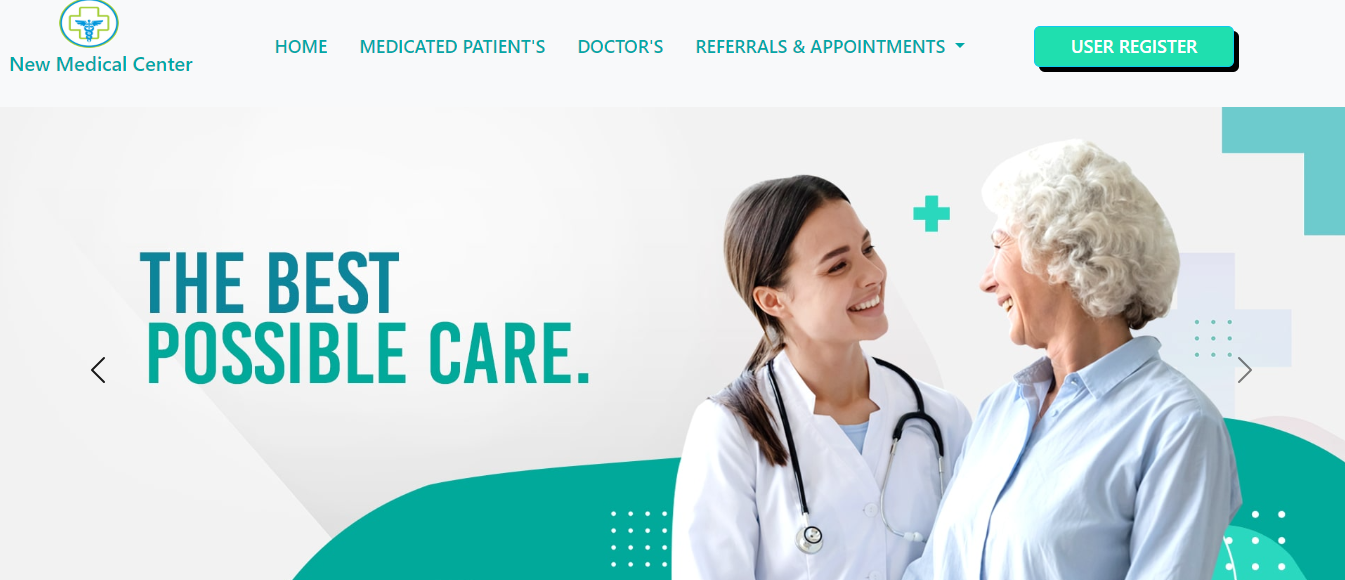 New Medical Center
HOME
MEDICATED PATIENT'S
DOCTOR'S
REFERRALS & APPOINTMENTS
USER REGISTER
THE BEST
POSSIBLE CARE.